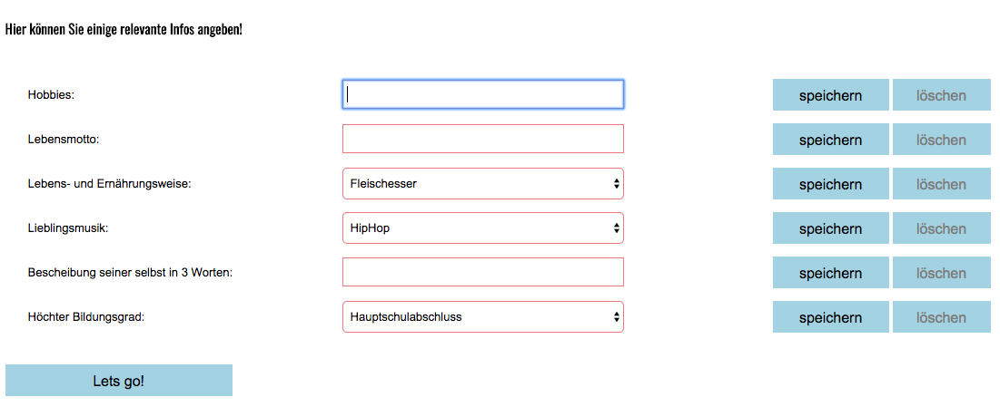 Hier können Sie einige relevante Infos angeben!
Hobbies: speichern löschen
Lebensmotto: speichern löschen
Lebens- und Ernährungsweise: Fleischesser speichern löschen
Lieblingsmusik: HipHop speichern löschen
Bescheibung seiner selbst in 3 Worten: speichern löschen
Höchter Bildungsgrad: Hauptschulabschluss speichern löschen
Lets go!